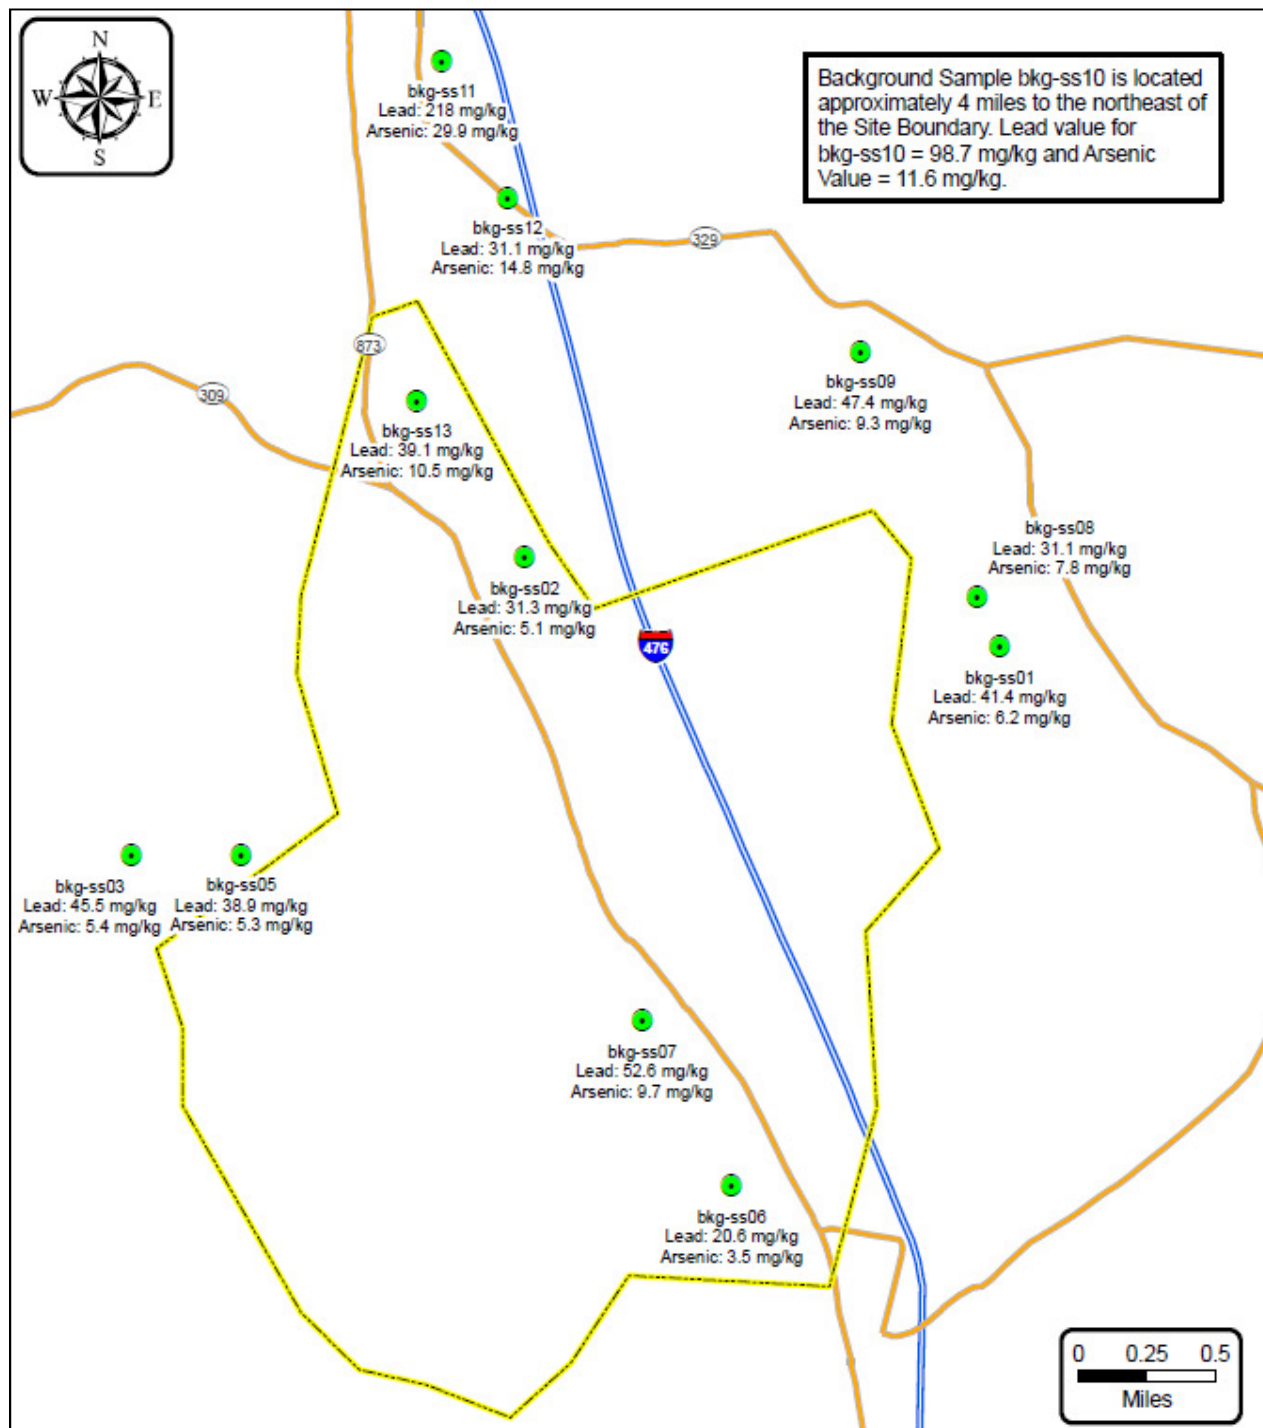 N
W E
S
Background Sample bkg-ss10 is located
approximately 4 miles to the northeast of
the Site Boundary. Lead value for
bkg-ss10 = 98.7 mg/kg and Arsenic
Value = 11.6 mg/kg.
bkg-ss11
Lead: 218 mg/kg
Arsenic: 29.9 mg/kg
bkg-ss12
Lead: 31.1 mg/kg
Arsenic: 14.8 mg/kg
329
873
309
bkg-ss09
Lead: 47.4 mg/kg
Arsenic: 9.3 mg/kg
bkg-ss13
Lead: 39.1 mg/kg
Arsenic: 10.5 mg/kg
bkg-ss08
Lead: 31.1 mg/kg
Arsenic: 7.8 mg/kg
bkg-ss02
Lead: 31.3 mg/kg
Arsenic: 5.1 mg/kg
476
bkg-ss01
Lead: 41.4 mg/kg
Arsenic: 6.2 mg/kg
bkg-ss03
Lead: 45.5 mg/kg
Arsenic: 5.4 mg/kg
bkg-ss05
Lead: 38.9 mg/kg
Arsenic: 5.3 mg/kg
bkg-ss07
Lead: 52.6 mg/kg
Arsenic: 9.7 mg/kg
bkg-ss06
Lead: 20.6 mg/kg
Arsenic: 3.5 mg/kg
0 0.25 0.5
Miles